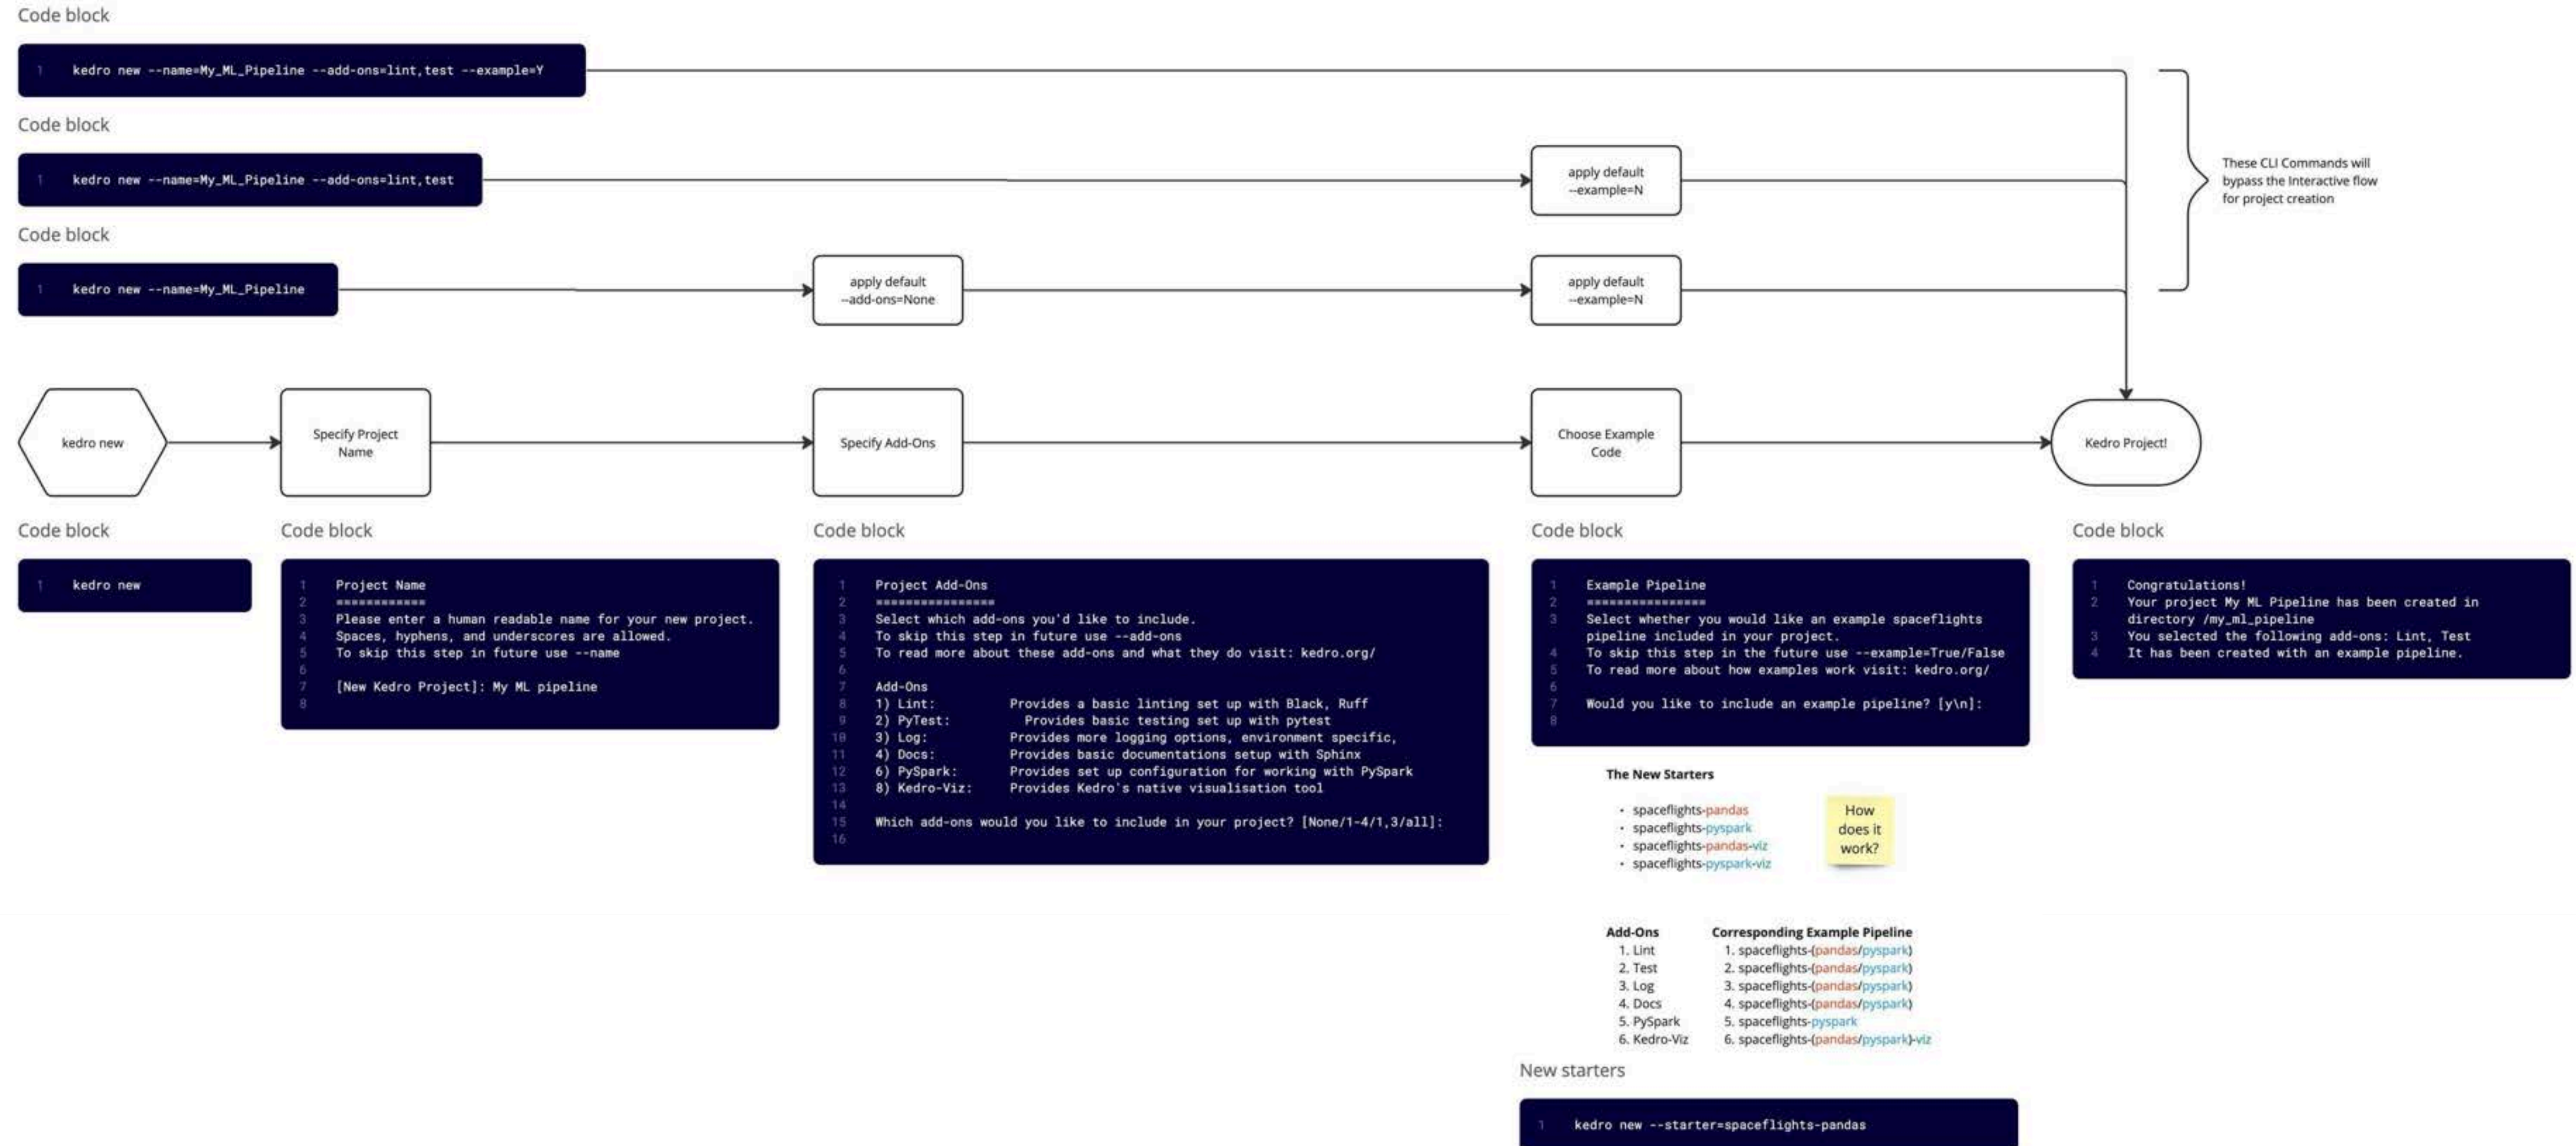 Code block
1 kedro new --name=My_ML_Pipeline --add-ons=lint,test --example=Y
Code block
1 kedro new --name=My_ML_Pipeline --add-ons=lint,test
apply default
--example=N
These CLI Commands will
bypass the Interactive flow
for project creation
Code block
1 kedro new --name=My_ML_Pipeline
apply default
--add-ons=None
apply default
--example=N
kedro new
Specify Project
Name
Specify Add-Ons
Choose Example
Code
Kedro Project!
Code block
1 kedro new
Code block
1 Project Name
2 ============
3 Please enter a human readable name for your new project.
4 Spaces, hyphens, and underscores are allowed.
5 To skip this step in future use --name
6
7 [New Kedro Project]: My ML pipeline
8
Code block
1 Project Add-Ons
2 ================
3 Select which add-ons you'd like to include.
4 To skip this step in future use --add-ons
5 To read more about these add-ons and what they do visit: kedro.org/
6
7 Add-Ons
8 1) Lint: Provides a basic linting set up with Black, Ruff
9 2) PyTest: Provides basic testing set up with pytest
10 3) Log: Provides more logging options, environment specific,
11 4) Docs: Provides basic documentations setup with Sphinx
12 6) PySpark: Provides set up configuration for working with PySpark
13 8) Kedro-Viz: Provides Kedro's native visualisation tool
14
15 Which add-ons would you like to include in your project? [None/1-4/1,3/all]:
16
Code block
1 Example Pipeline
2 ================
3 Select whether you would like an example spaceflights
pipeline included in your project.
4 To skip this step in the future use --example=True/False
5 To read more about how examples work visit: kedro.org/
6
7 Would you like to include an example pipeline? [y\n]:
8
Code block
1 Congratulations!
2 Your project My ML Pipeline has been created in
directory /my_ml_pipeline
3 You selected the following add-ons: Lint, Test
4 It has been created with an example pipeline.
The New Starters
• spaceflights-pandas
• spaceflights-pyspark
• spaceflights-pandas-viz
• spaceflights-pyspark-viz
How
does it
work?
Add-Ons Corresponding Example Pipeline
1. Lint 1. spaceflights-(pandas/pyspark)
2. Test 2. spaceflights-(pandas/pyspark)
3. Log 3. spaceflights-(pandas/pyspark)
4. Docs 4. spaceflights-(pandas/pyspark)
5. PySpark 5. spaceflights-pyspark
6. Kedro-Viz 6. spaceflights-(pandas/pyspark)-viz
New starters
1 kedro new --starter=spaceflights-pandas